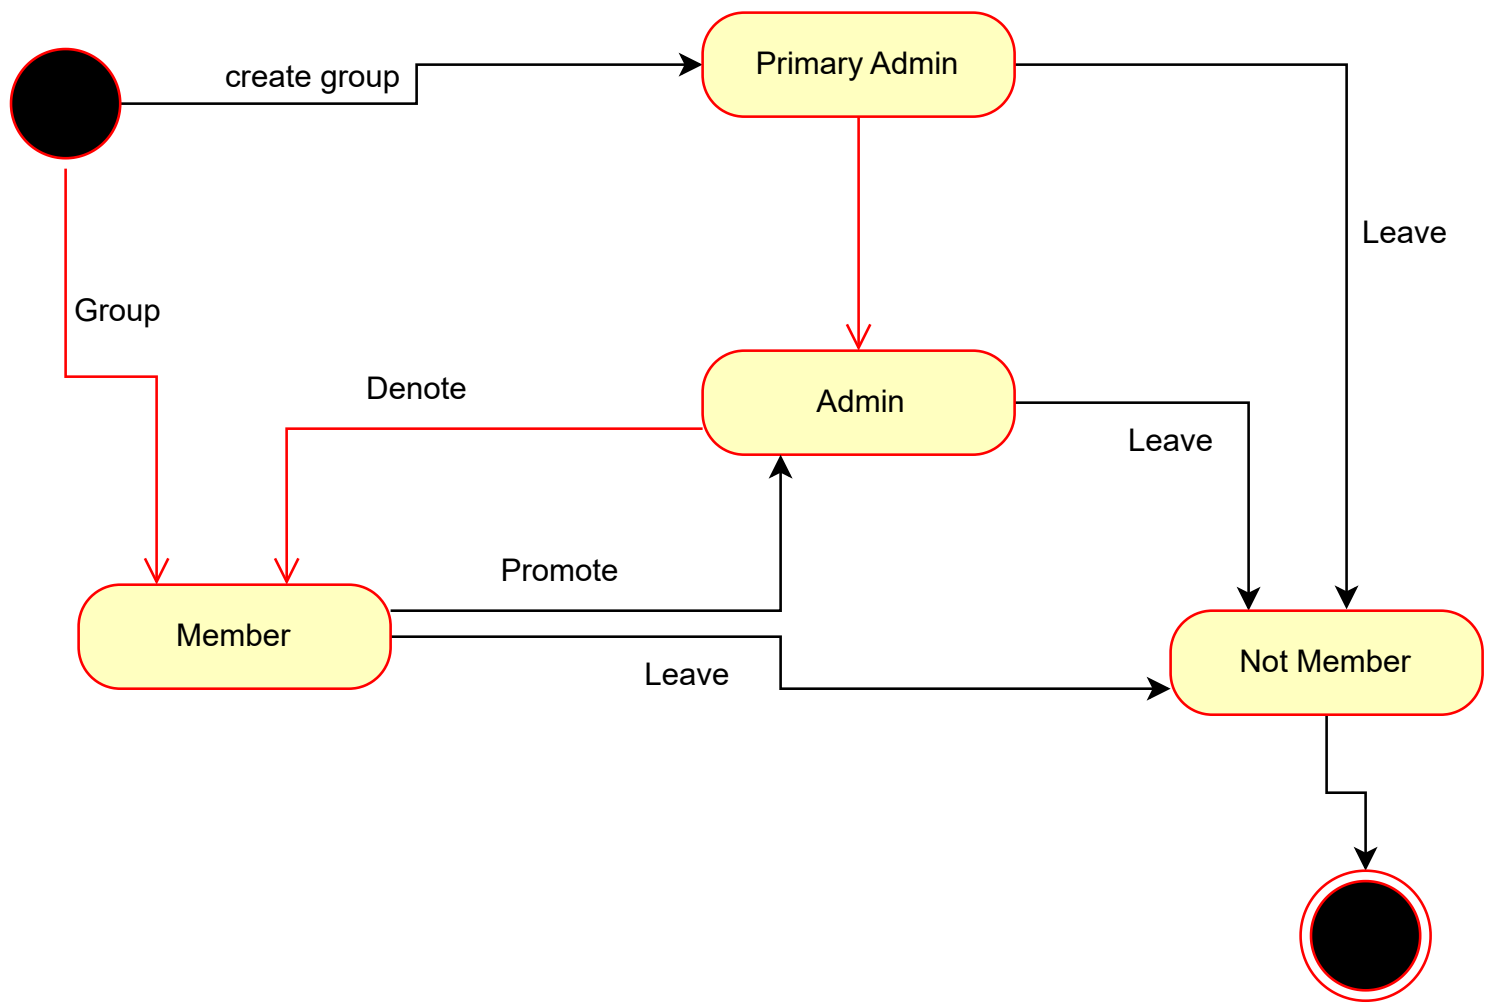 create group
Primary Admin
Leave
Group
Denote
Admin
Leave
Promote
Member
Leave
Not Member